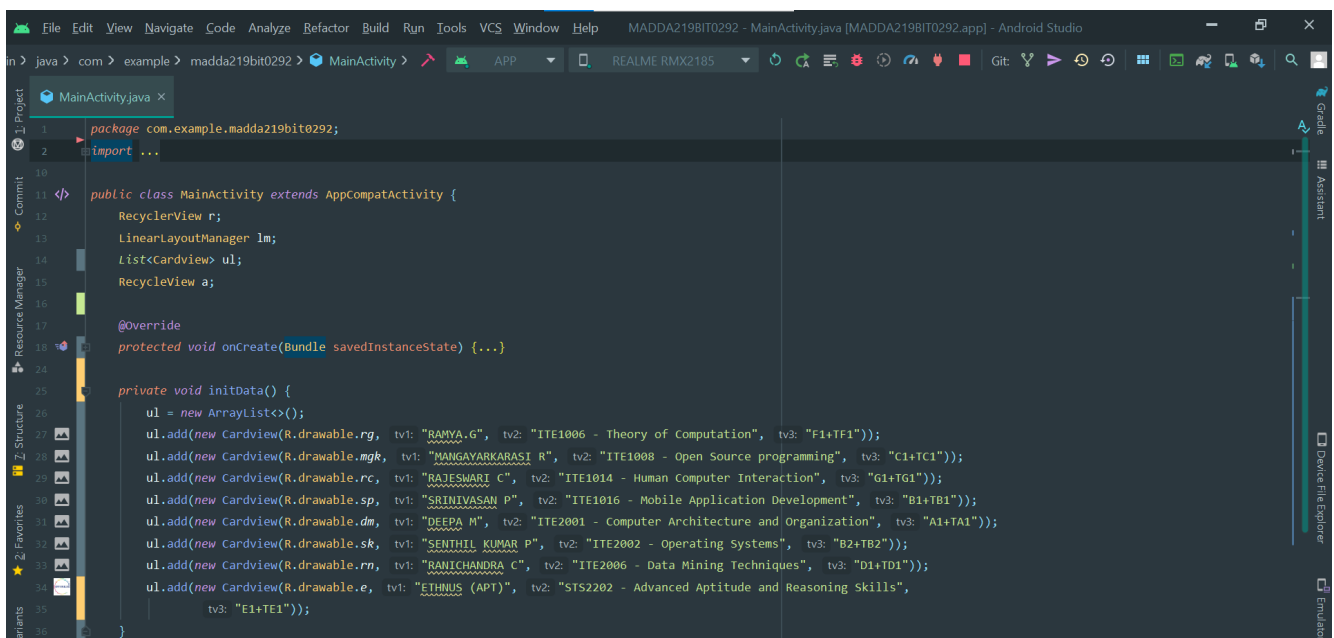 File Edit View Navigate Code Analyze Refactor Build Run Tools VCS Window Help MADDA219BIT0292 - MainActivity.java [MADDA219BIT0292.app] - Android Studio
in > java > com > example > madda219bit0292 > MainActivity > APP REALME RMX2185 Git:
MainActivity.java ×
1: Project
Commit
Resource Manager
7: Structure
2: Favorites
ariants
1 package com.example.madda219bit0292;
2 import ...
10
11 public class MainActivity extends AppCompatActivity {
12 RecyclerView r;
13 LinearLayoutManager lm;
14 List<Cardview> ul;
15 RecycleView a;
16
17 @Override
18 protected void onCreate(Bundle savedInstanceState) {...}
24
25 private void initData() {
26 ul = new ArrayList<>();
27 ul.add(new Cardview(R.drawable.rg, tv1: "RAMYA.G", tv2: "ITE1006 - Theory of Computation", tv3: "F1+TF1"));
28 ul.add(new Cardview(R.drawable.mgk, tv1: "MANGAYARKARASI R", tv2: "ITE1008 - Open Source programming", tv3: "C1+TC1"));
29 ul.add(new Cardview(R.drawable.rc, tv1: "RAJESWARI C", tv2: "ITE1014 - Human Computer Interaction", tv3: "G1+TG1"));
30 ul.add(new Cardview(R.drawable.sp, tv1: "SRINIVASAN P", tv2: "ITE1016 - Mobile Application Development", tv3: "B1+TB1"));
31 ul.add(new Cardview(R.drawable.dm, tv1: "DEEPA M", tv2: "ITE2001 - Computer Architecture and Organization", tv3: "A1+TA1"));
32 ul.add(new Cardview(R.drawable.sk, tv1: "SENTHIL KUMAR P", tv2: "ITE2002 - Operating Systems", tv3: "B2+TB2"));
33 ul.add(new Cardview(R.drawable.rn, tv1: "RANICHANDRA C", tv2: "ITE2006 - Data Mining Techniques", tv3: "D1+TD1"));
34 ul.add(new Cardview(R.drawable.e, tv1: "ETHNUS (APT)", tv2: "STS2202 - Advanced Aptitude and Reasoning Skills",
35 tv3: "E1+TE1"));
36 }
Gradle
Assistant
Device File Explorer
Emulato